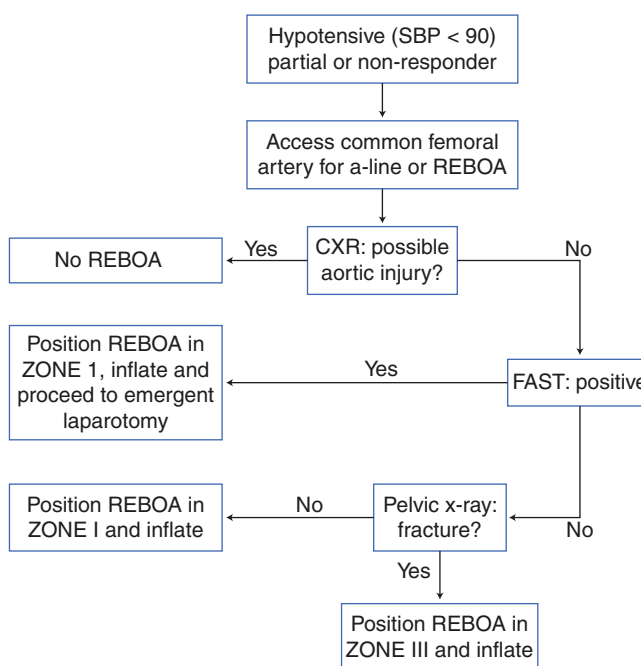 Hypotensive (SBP < 90)
partial or non-responder
Access common femoral
artery for a-line or REBOA
CXR: possible
aortic injury?
Yes
No
No REBOA
Position REBOA in
ZONE 1, inflate and
proceed to emergent
laparotomy
Yes
FAST: positive
Position REBOA in
ZONE I and inflate
No
Pelvic x-ray:
fracture?
No
Yes
Position REBOA in
ZONE III and inflate